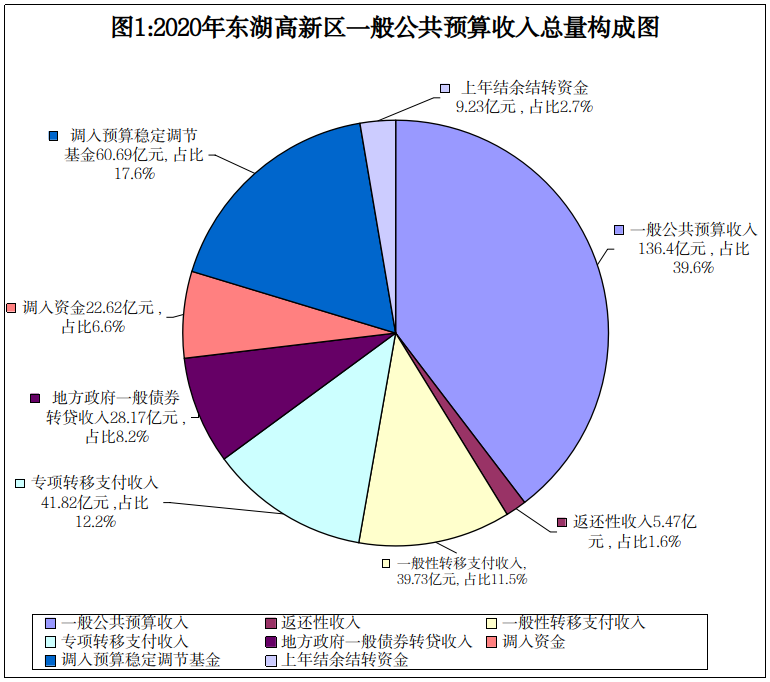 图1:2020年东湖高新区一般公共预算收入总量构成图
上年结余结转资金
9.23亿元 , 占比2.7%
调入预算稳定调节
基金60.69亿元, 占比
17.6%
一般公共预算收入
136.4亿元 , 占比
39.6%
调入资金22.62亿元 ,
占比6.6%
地方政府一般债券
转贷收入28.17亿元 ,
占比8.2%
专项转移支付收入
41.82亿元 ,占比
12.2%
返还性收入5.47亿
元 , 占比1.6%
一般性转移支付收入,
39.73亿元, 占比11.5%
一般公共预算收入 返还性收入 一般性转移支付收入
专项转移支付收入 地方政府一般债券转贷收入 调入资金
调入预算稳定调节基金 上年结余结转资金